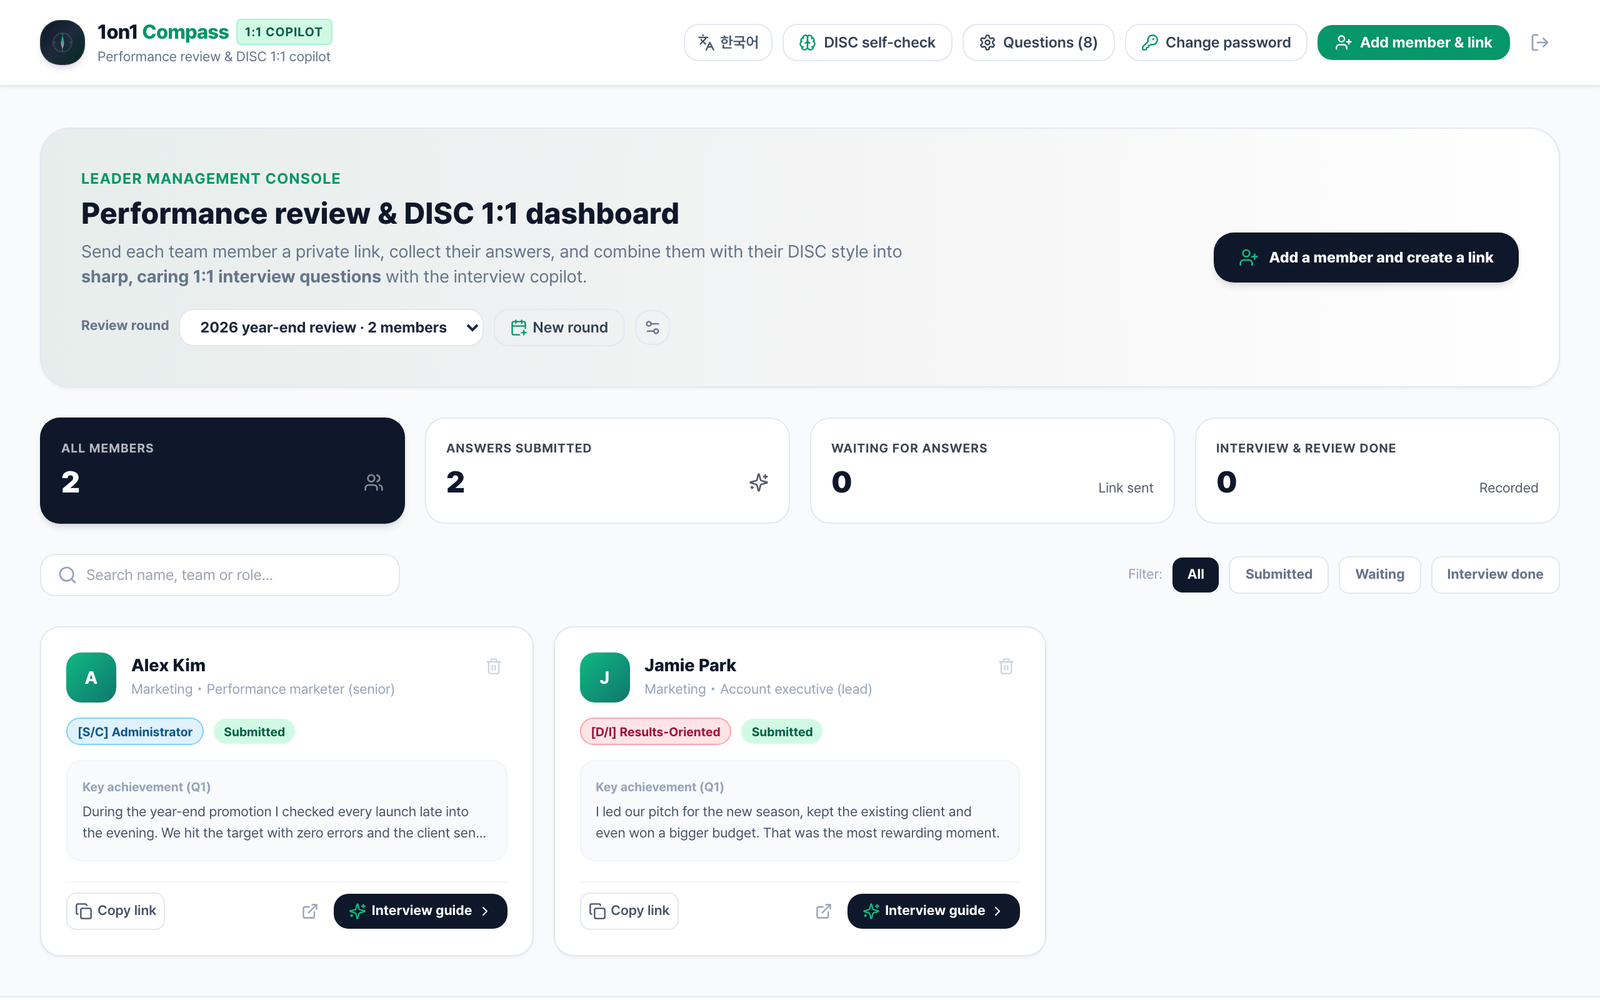 1on1 Compass 1:1 COPILOT
Performance review & DISC 1:1 copilot
한국어
DISC self-check
Questions (8)
Change password
Add member & link
LEADER MANAGEMENT CONSOLE
Performance review & DISC 1:1 dashboard
Send each team member a private link, collect their answers, and combine them with their DISC style into
sharp, caring 1:1 interview questions with the interview copilot.
Add a member and create a link
Review round
2026 year-end review · 2 members
New round
ALL MEMBERS
2
ANSWERS SUBMITTED
2
WAITING FOR ANSWERS
0
Link sent
INTERVIEW & REVIEW DONE
0
Recorded
Search name, team or role...
Filter:
All
Submitted
Waiting
Interview done
A
Alex Kim
Marketing • Performance marketer (senior)
[S/C] Administrator
Submitted
Key achievement (Q1)
During the year-end promotion I checked every launch late into
the evening. We hit the target with zero errors and the client sen...
Copy link
Interview guide
J
Jamie Park
Marketing • Account executive (lead)
[D/I] Results-Oriented
Submitted
Key achievement (Q1)
I led our pitch for the new season, kept the existing client and
even won a bigger budget. That was the most rewarding moment.
Copy link
Interview guide